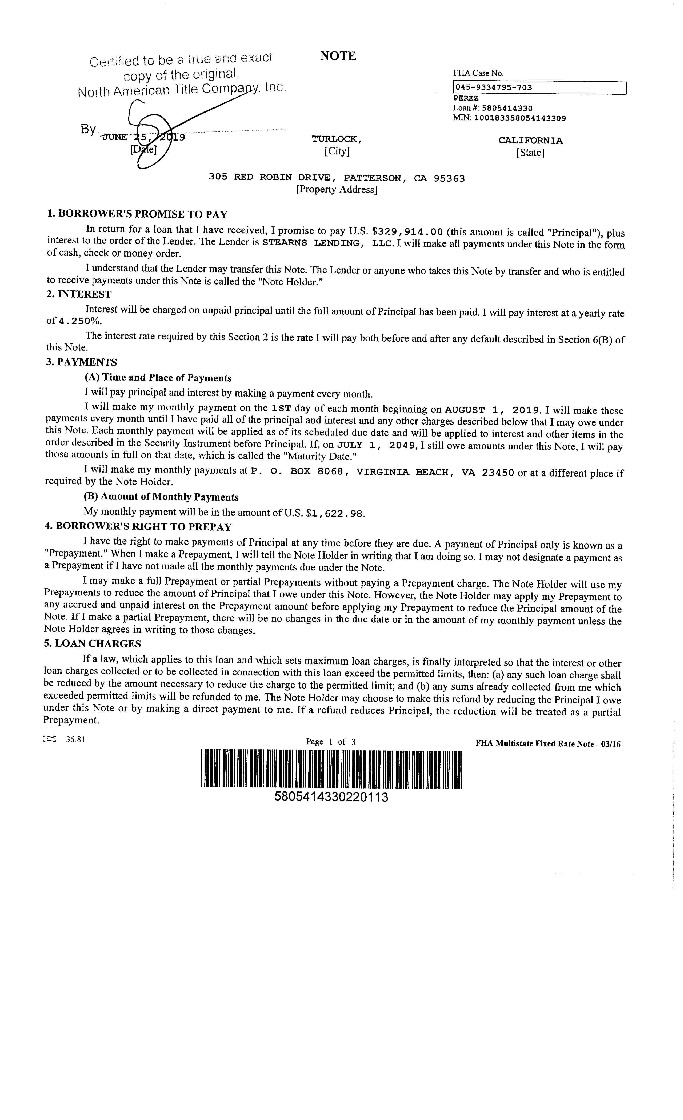 Certified to be a true and exact
copy of the original
North American Title Company, Inc.
By
NOTE
FHA Case No.
045-9334795-703
PEREZ
Loan #: 5805414330
MIN: 100183358054143309
JUNE 25, 2019
[Date]
TURLOCK,
[City]
CALIFORNIA
[State]
305 RED ROBIN DRIVE, PATTERSON, CA 95363
[Property Address]
1. BORROWER'S PROMISE TO PAY
In return for a loan that I have received, I promise to pay U.S. $329,914.00 (this amount is called "Principal"), plus
interest to the order of the Lender. The Lender is STEARNS LENDING, LLC. I will make all payments under this Note in the form
of cash, check or money order.
I understand that the Lender may transfer this Note. The Lender or anyone who takes this Note by transfer and who is entitled
to receive payments under this Note is called the "Note Holder."
2. INTEREST
Interest will be charged on unpaid principal until the full amount of Principal has been paid. I will pay interest at a yearly rate
of 4.250%.
The interest rate required by this Section 2 is the rate I will pay both before and after any default described in Section 6(B) of
this Note.
3. PAYMENTS
(A) Time and Place of Payments
I will pay principal and interest by making a payment every month.
I will make my monthly payment on the 1ST day of each month beginning on AUGUST 1, 2019. I will make these
payments every month until I have paid all of the principal and interest and any other charges described below that I may owe under
this Note. Each monthly payment will be applied as of its scheduled due date and will be applied to interest and other items in the
order described in the Security Instrument before Principal. If, on JULY 1, 2049, I still owe amounts under this Note, I will pay
those amounts in full on that date, which is called the "Maturity Date."
I will make my monthly payments at P. O. BOX 8068, VIRGINIA BEACH, VA 23450 or at a different place if
required by the Note Holder.
(B) Amount of Monthly Payments
My monthly payment will be in the amount of U.S. $1,622.98.
4. BORROWER'S RIGHT TO PREPAY
I have the right to make payments of Principal at any time before they are due. A payment of Principal only is known as a
"Prepayment." When I make a Prepayment, I will tell the Note Holder in writing that I am doing so. I may not designate a payment as
a Prepayment if I have not made all the monthly payments due under the Note.
I may make a full Prepayment or partial Prepayments without paying a Prepayment charge. The Note Holder will use my
Prepayments to reduce the amount of Principal that I owe under this Note. However, the Note Holder may apply my Prepayment to
any accrued and unpaid interest on the Prepayment amount before applying my Prepayment to reduce the Principal amount of the
Note. If I make a partial Prepayment, there will be no changes in the due date or in the amount of my monthly payment unless the
Note Holder agrees in writing to those changes.
5. LOAN CHARGES
If a law, which applies to this loan and which sets maximum loan charges, is finally interpreted so that the interest or other
loan charges collected or to be collected in connection with this loan exceed the permitted limits, then: (a) any such loan charge shall
be reduced by the amount necessary to reduce the charge to the permitted limit; and (b) any sums already collected from me which
exceeded permitted limits will be refunded to me. The Note Holder may choose to make this refund by reducing the Principal I owe
under this Note or by making a direct payment to me. If a refund reduces Principal, the reduction will be treated as a partial
Prepayment.
36.81
Page 1 of 3
FHA Multistate Fixed Rate Note 03/16
5805414330220113